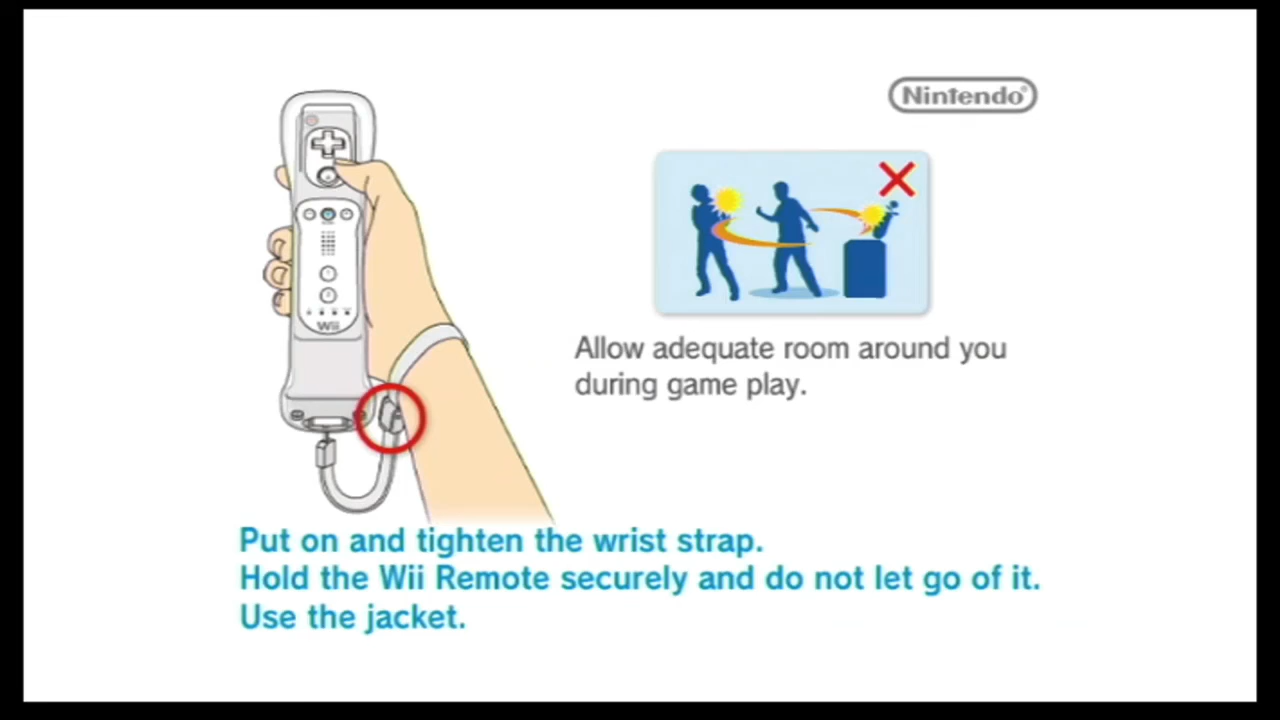 Nintendo®
Wii
Allow adequate room around you
during game play.
Put on and tighten the wrist strap.
Hold the Wii Remote securely and do not let go of it.
Use the jacket.